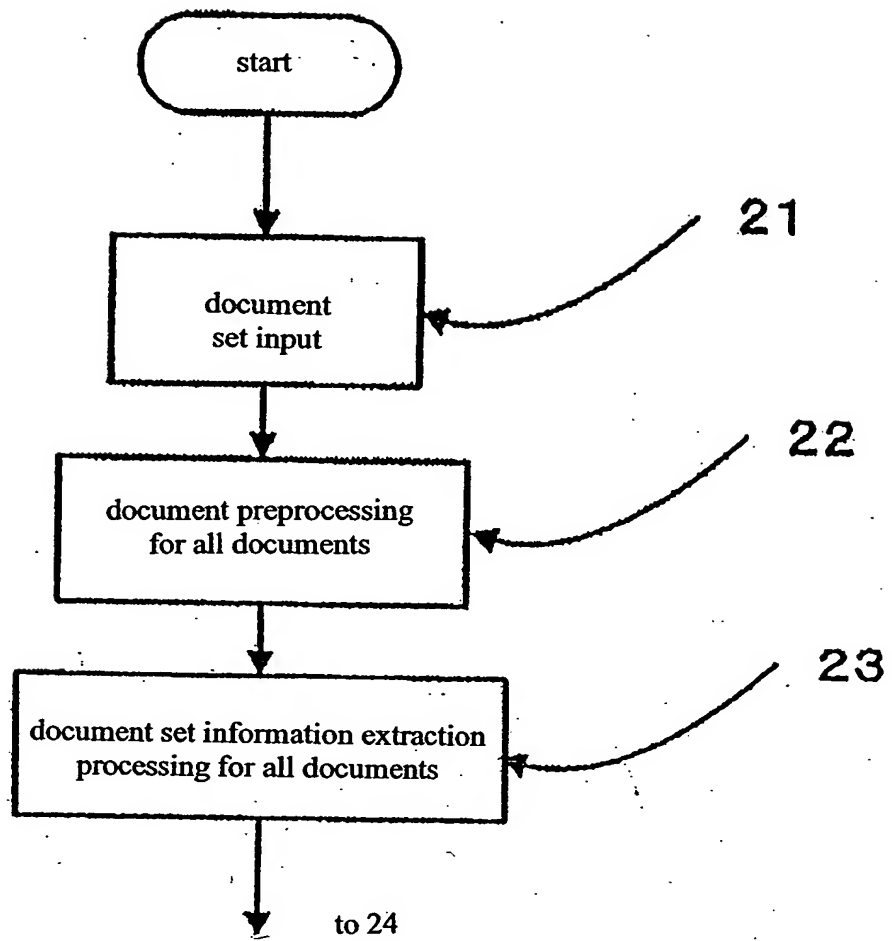 start
21
document
set input
22
document preprocessing
for all documents
23
document set information extraction
processing for all documents
to 24